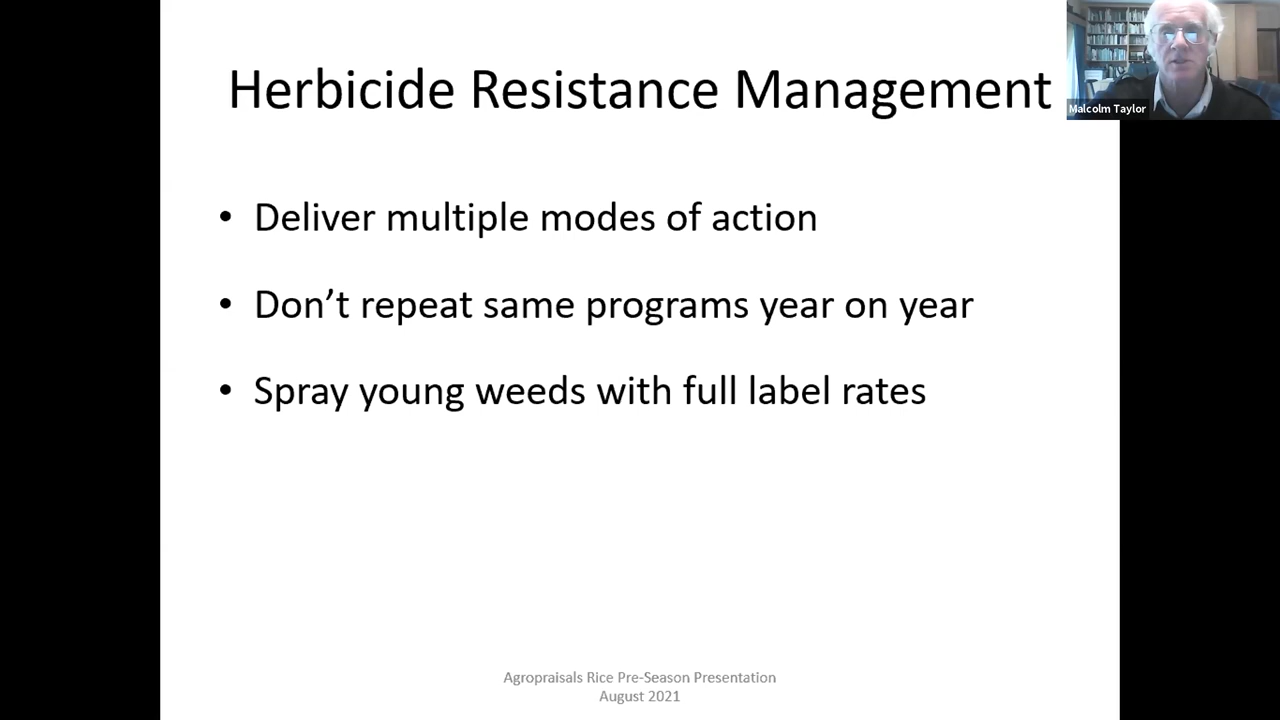 Herbicide Resistance Management
Malcolm Taylor
• Deliver multiple modes of action
• Don’t repeat same programs year on year
• Spray young weeds with full label rates
Agropraisals Rice Pre-Season Presentation
August 2021